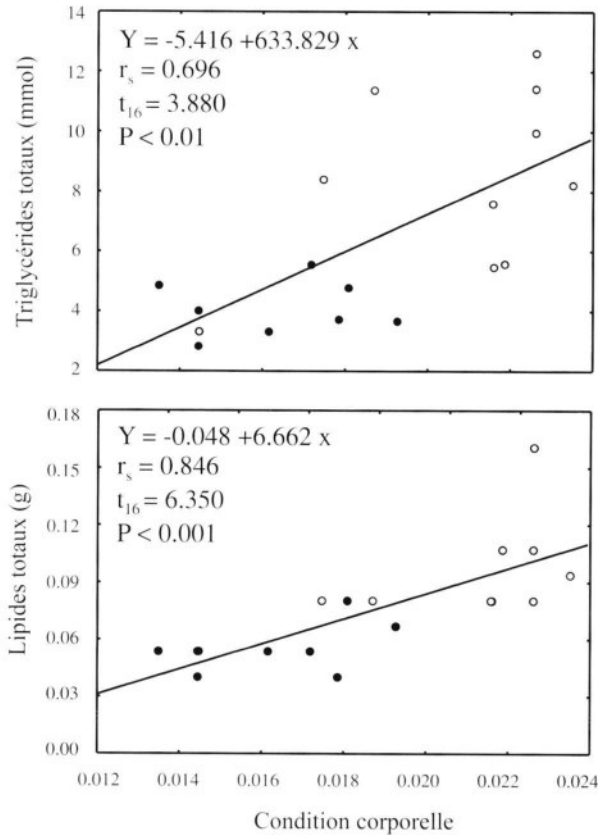 14
12
10
8
6
4
2
Triglycérides totaux (mmol)
Y = -5.416 +633.829 x
r_s = 0.696
t_16 = 3.880
P < 0.01
0.18
0.15
0.12
0.09
0.06
0.03
0.00
Lipides totaux (g)
Y = -0.048 +6.662 x
r_s = 0.846
t_16 = 6.350
P < 0.001
0.012 0.014 0.016 0.018 0.020 0.022 0.024
Condition corporelle